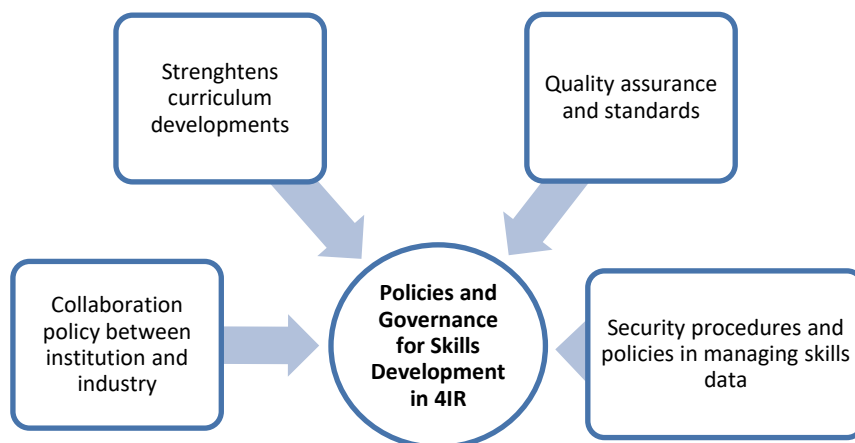 Strenghtens
curriculum
developments
Quality assurance
and standards
Collaboration
policy between
institution and
industry
Policies and
Governance
for Skills
Development
in 4IR
Security procedures and
policies in managing skills
data